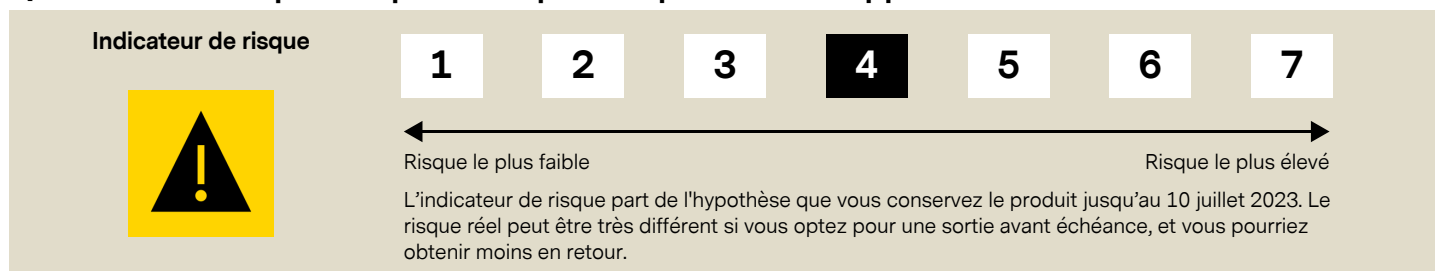 Indicateur de risque
1 2 3 4 5 6 7
Risque le plus faible
Risque le plus élevé
L'indicateur de risque part de l'hypothèse que vous conservez le produit jusqu'au 10 juillet 2023. Le
risque réel peut être très différent si vous optez pour une sortie avant échéance, et vous pourriez
obtenir moins en retour.